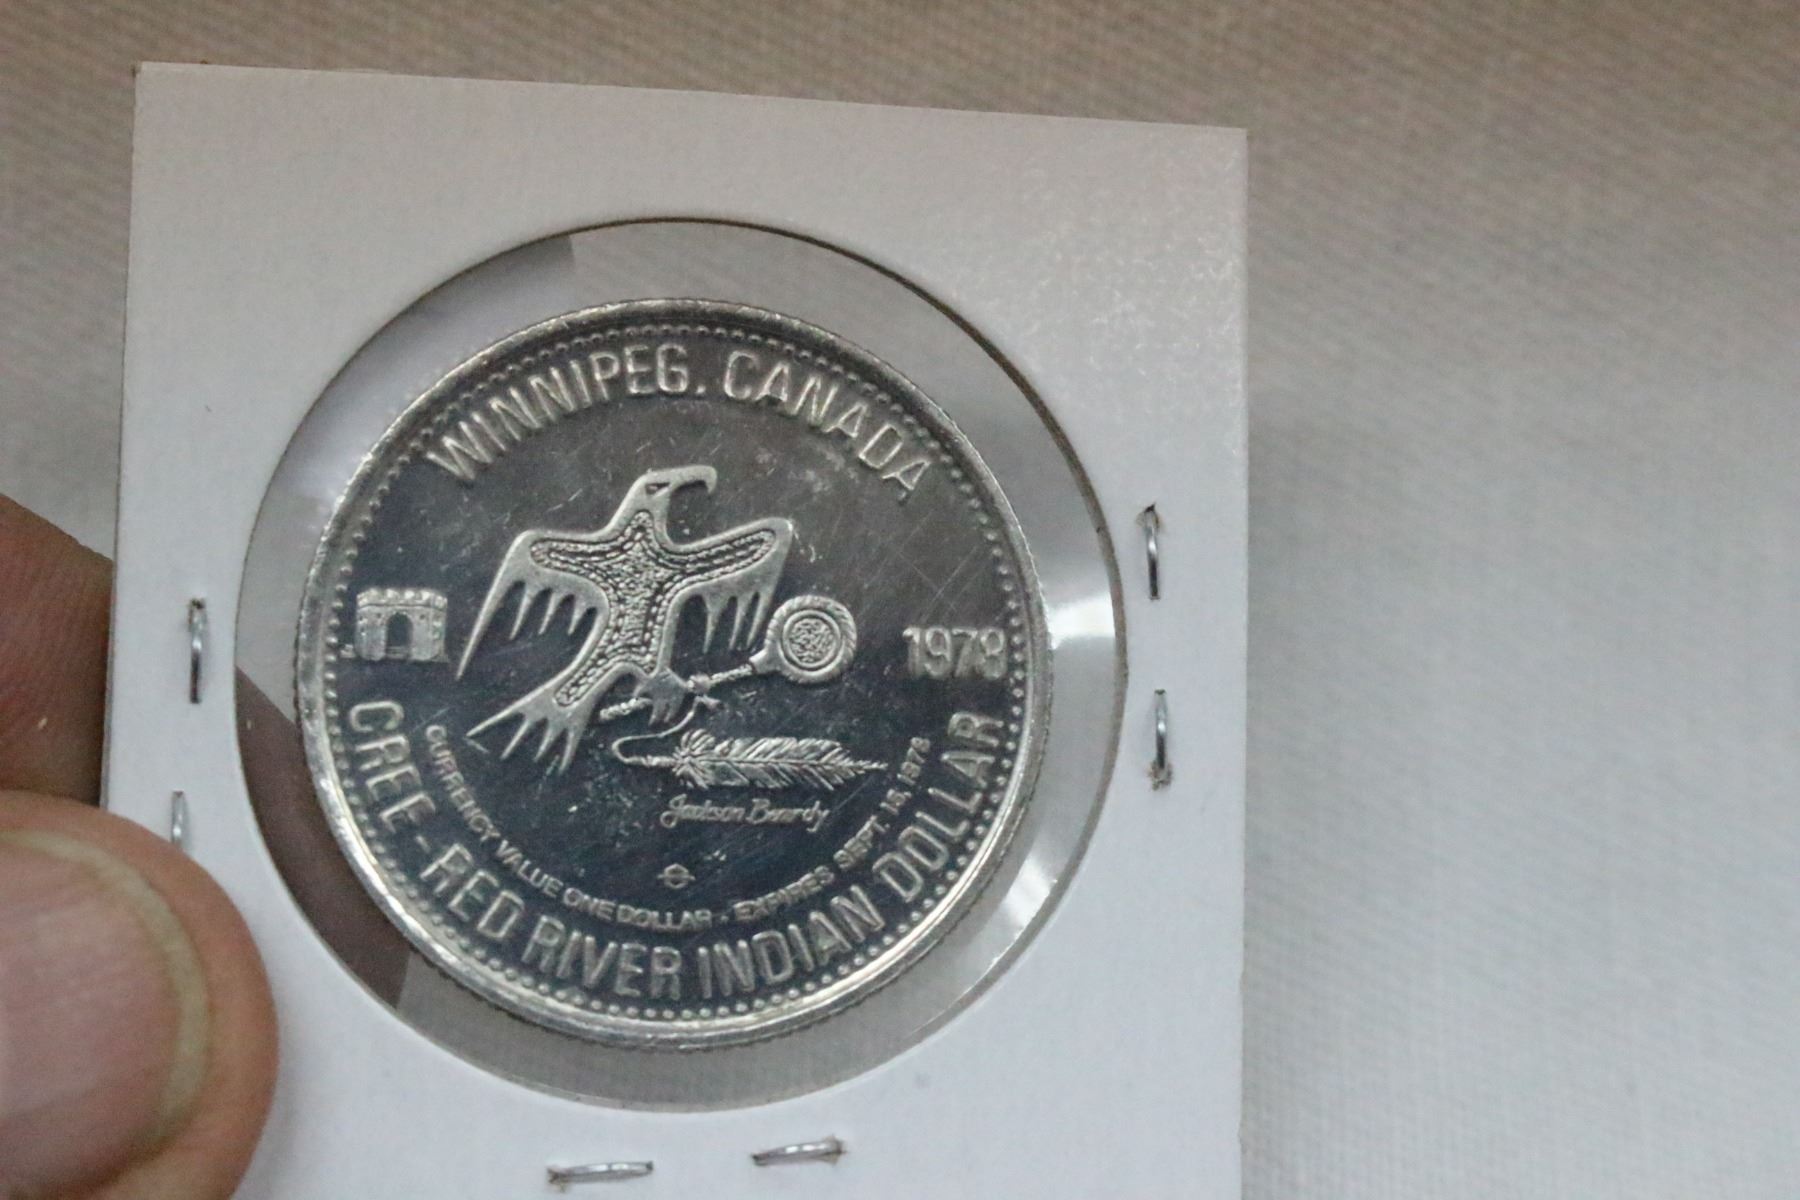 WINNIPEG. CANADA
1978
Jackson Beardy
CURRENCY VALUE ONE DOLLAR - EXPIRES SEPT. 15, 1978
CREE - RED RIVER INDIAN DOLLAR